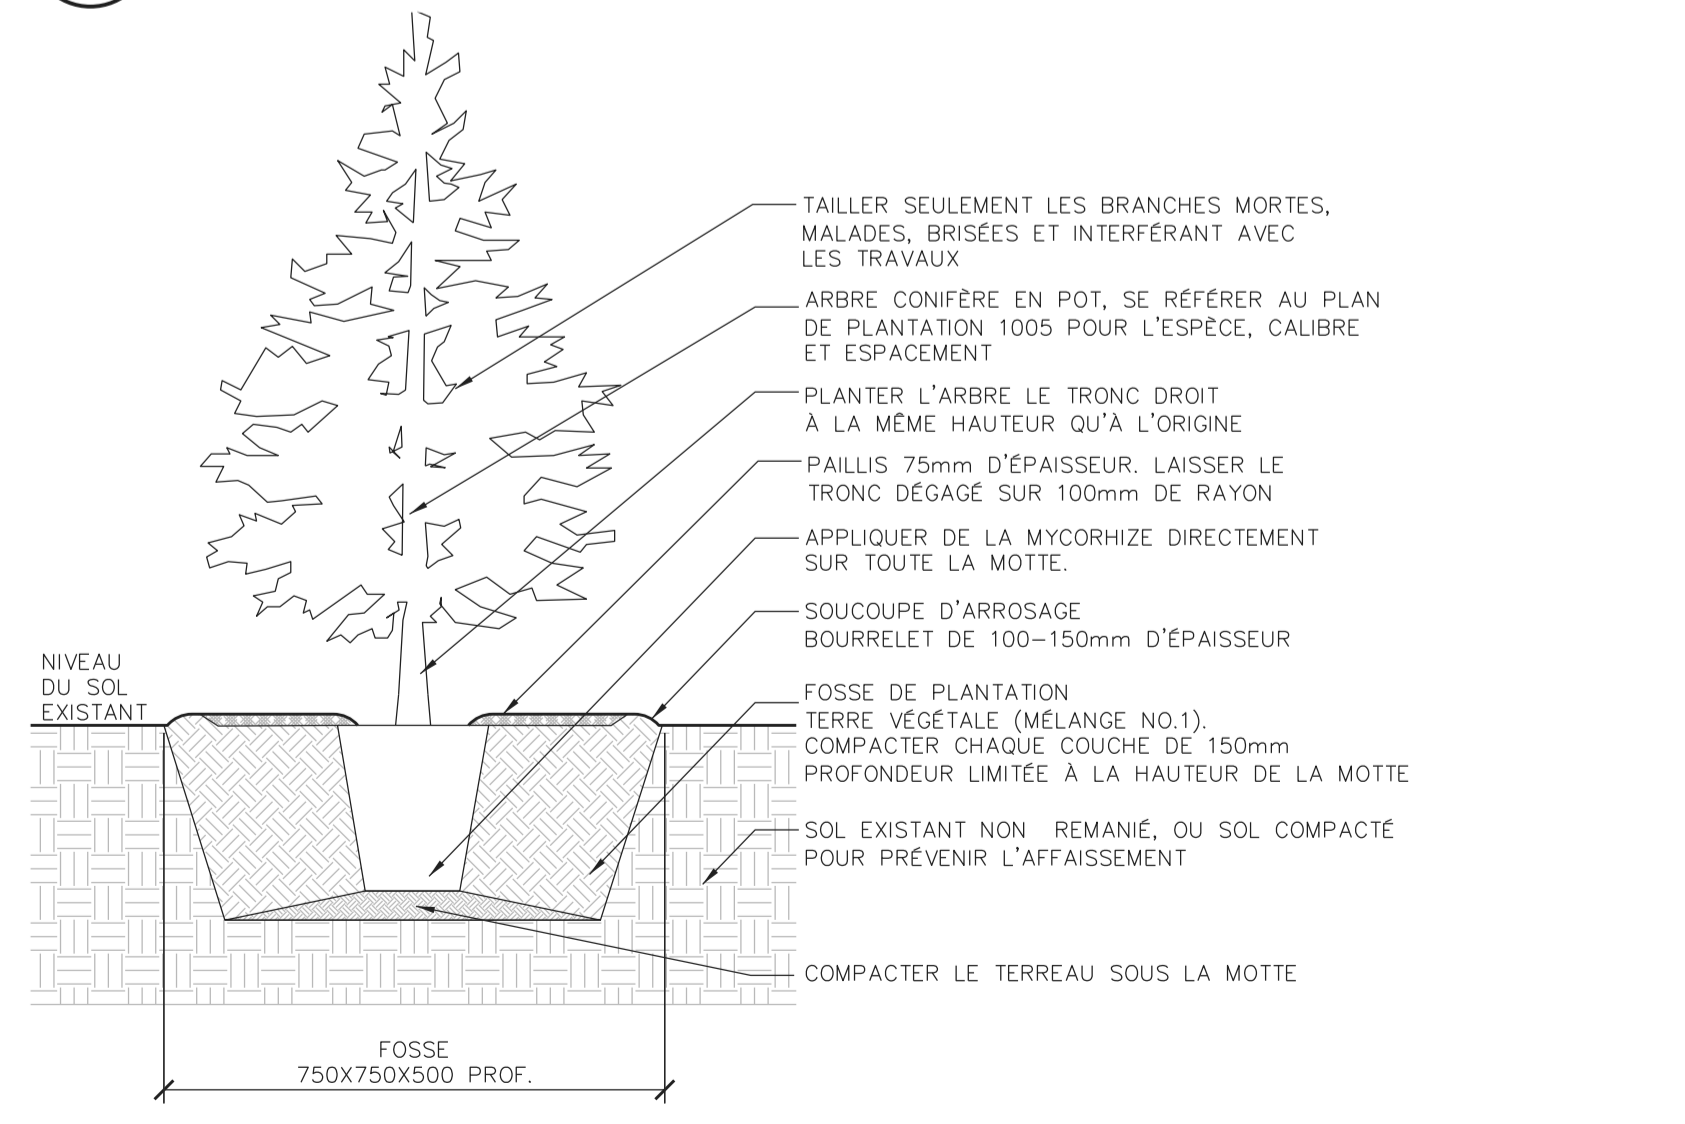 TAILLER SEULEMENT LES BRANCHES MORTES,
MALADES, BRISÉES ET INTERFÉRANT AVEC
LES TRAVAUX
ARBRE CONIFÈRE EN POT, SE RÉFÉRER AU PLAN
DE PLANTATION 1005 POUR L'ESPÈCE, CALIBRE
ET ESPACEMENT
PLANTER L'ARBRE LE TRONC DROIT
À LA MÊME HAUTEUR QU'À L'ORIGINE
PAILLIS 75mm D'ÉPAISSEUR. LAISSER LE
TRONC DÉGAGÉ SUR 100mm DE RAYON
APPLIQUER DE LA MYCORHIZE DIRECTEMENT
SUR TOUTE LA MOTTE.
SOUCOUPE D'ARROSAGE
BOURRELET DE 100-150mm D'ÉPAISSEUR
NIVEAU
DU SOL
EXISTANT
FOSSE DE PLANTATION
TERRE VÉGÉTALE (MÉLANGE NO.1).
COMPACTER CHAQUE COUCHE DE 150mm
PROFONDEUR LIMITÉE À LA HAUTEUR DE LA MOTTE
SOL EXISTANT NON REMANIÉ, OU SOL COMPACTÉ
POUR PRÉVENIR L'AFFAISSEMENT
COMPACTER LE TERREAU SOUS LA MOTTE
FOSSE
750X750X500 PROF.